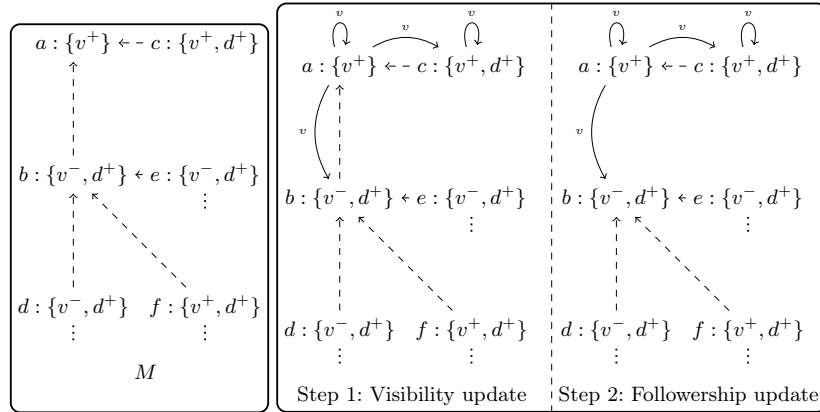 a : {v⁺} c : {v⁺, d⁺}
b : {v⁻, d⁺} e : {v⁻, d⁺}
⋮
d : {v⁻, d⁺} f : {v⁺, d⁺}
⋮ ⋮
M
v v
v
a : {v⁺} c : {v⁺, d⁺}
v
b : {v⁻, d⁺} e : {v⁻, d⁺}
⋮
d : {v⁻, d⁺} f : {v⁺, d⁺}
⋮ ⋮
Step 1: Visibility update
v v
v
a : {v⁺} c : {v⁺, d⁺}
v
b : {v⁻, d⁺} e : {v⁻, d⁺}
⋮
d : {v⁻, d⁺} f : {v⁺, d⁺}
⋮ ⋮
Step 2: Followership update